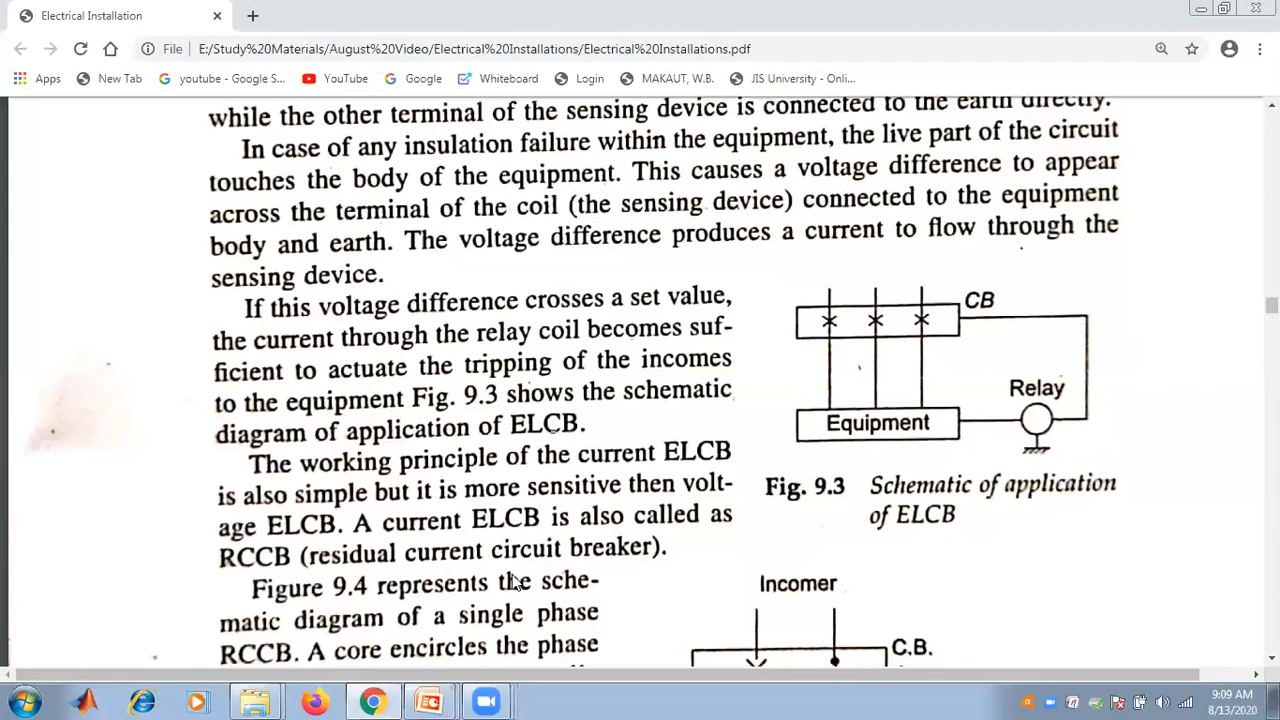 Electrical Installation
File E:/Study%20Materials/August%20Video/Electrical%20Installations/Electrical%20Installations.pdf
Apps New Tab youtube - Google S... YouTube Google Whiteboard Login MAKAUT, W.B. JIS University - Onli...
while the other terminal of the sensing device is connected to the earth directly.
In case of any insulation failure within the equipment, the live part of the circuit
touches the body of the equipment. This causes a voltage difference to appear
across the terminal of the coil (the sensing device) connected to the equipment
body and earth. The voltage difference produces a current to flow through the
sensing device.
If this voltage difference crosses a set value,
the current through the relay coil becomes suf-
ficient to actuate the tripping of the incomes
to the equipment Fig. 9.3 shows the schematic
diagram of application of ELCB.
The working principle of the current ELCB
is also simple but it is more sensitive then volt-
age ELCB. A current ELCB is also called as
RCCB (residual current circuit breaker).
Figure 9.4 represents the sche-
matic diagram of a single phase
RCCB. A core encircles the phase
CB
Relay
Equipment
Fig. 9.3 Schematic of application
of ELCB
Incomer
C.B.
9:09 AM
8/13/2020